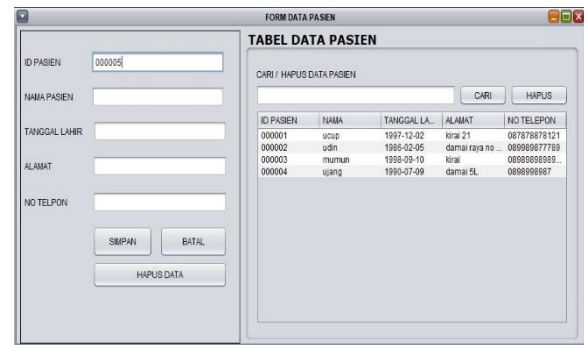 FORM DATA PASIEN
ID PASIEN 000005
NAMA PASIEN
TANGGAL LAHIR
ALAMAT
NO TELPON
SIMPAN BATAL
HAPUS DATA
TABEL DATA PASIEN
CARI / HAPUS DATA PASIEN
CARI HAPUS
ID PASIEN NAMA TANGGAL LA... ALAMAT NO TELEPON
000001 ucup 1997-12-02 kirai 21 087878878121
000002 udin 1986-02-05 damai raya no ... 089989877789
000003 mumun 1998-09-10 kirai 08989898989...
000004 ujang 1990-07-09 damai 5L 0898998987